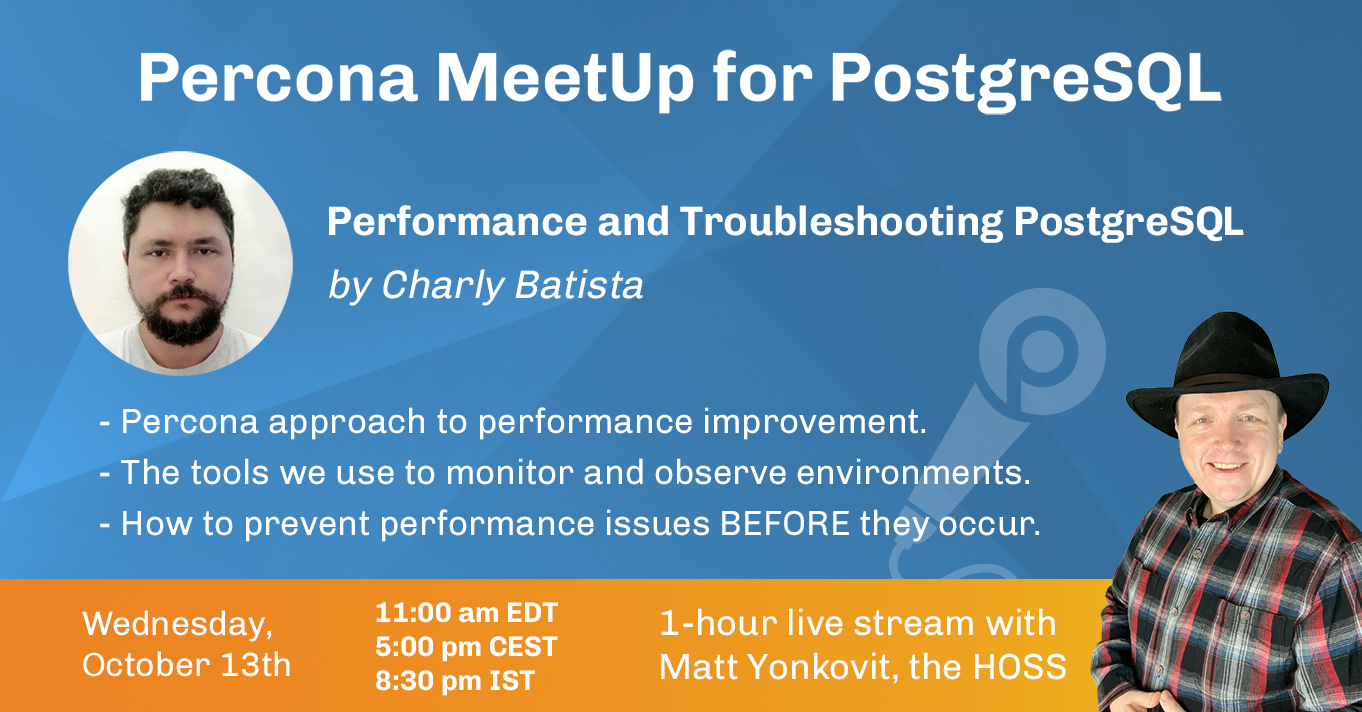 Percona MeetUp for PostgreSQL
Performance and Troubleshooting PostgreSQL
by Charly Batista
- Percona approach to performance improvement.
- The tools we use to monitor and observe environments.
- How to prevent performance issues BEFORE they occur.
Wednesday,
October 13th
11:00 am EDT
5:00 pm CEST
8:30 pm IST
1-hour live stream with
Matt Yonkovit, the HOSS